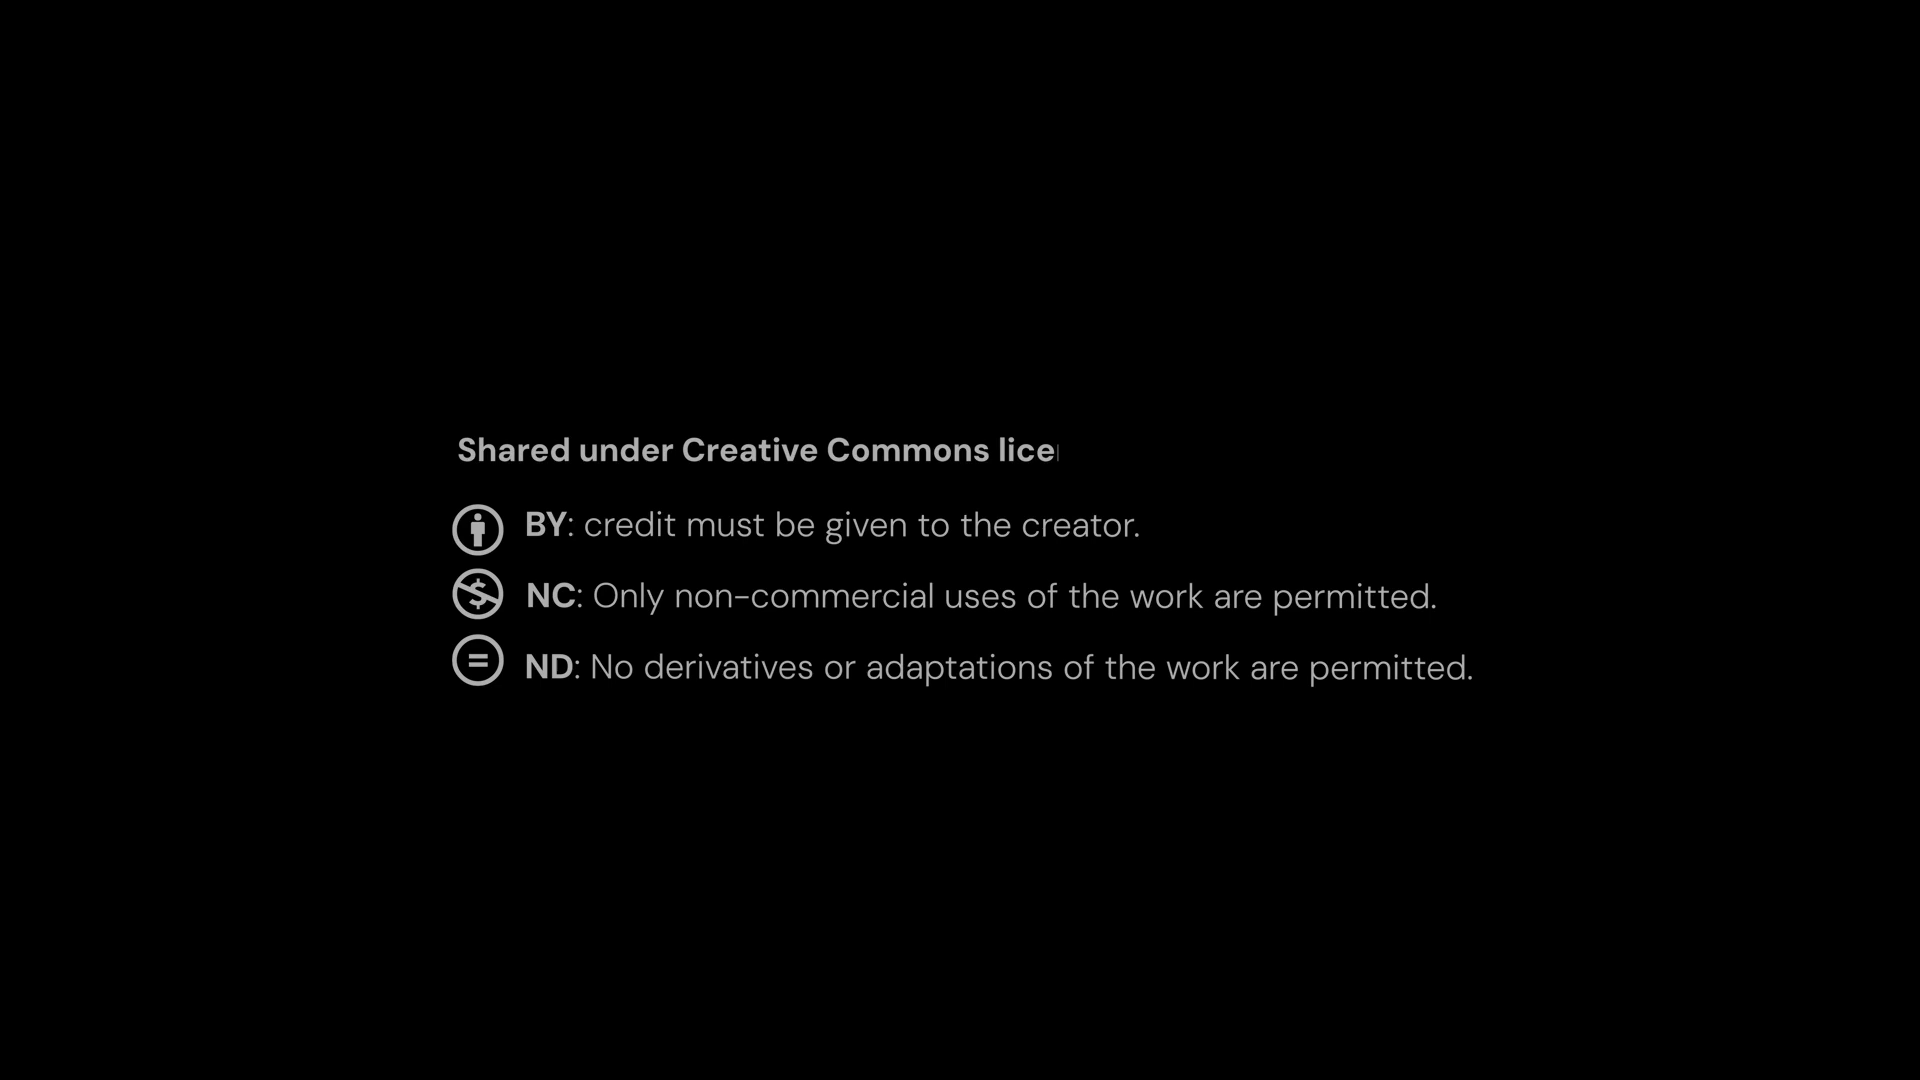 Shared under Creative Commons lice
BY: credit must be given to the creator.
NC: Only non-commercial uses of the work are permitted.
ND: No derivatives or adaptations of the work are permitted.